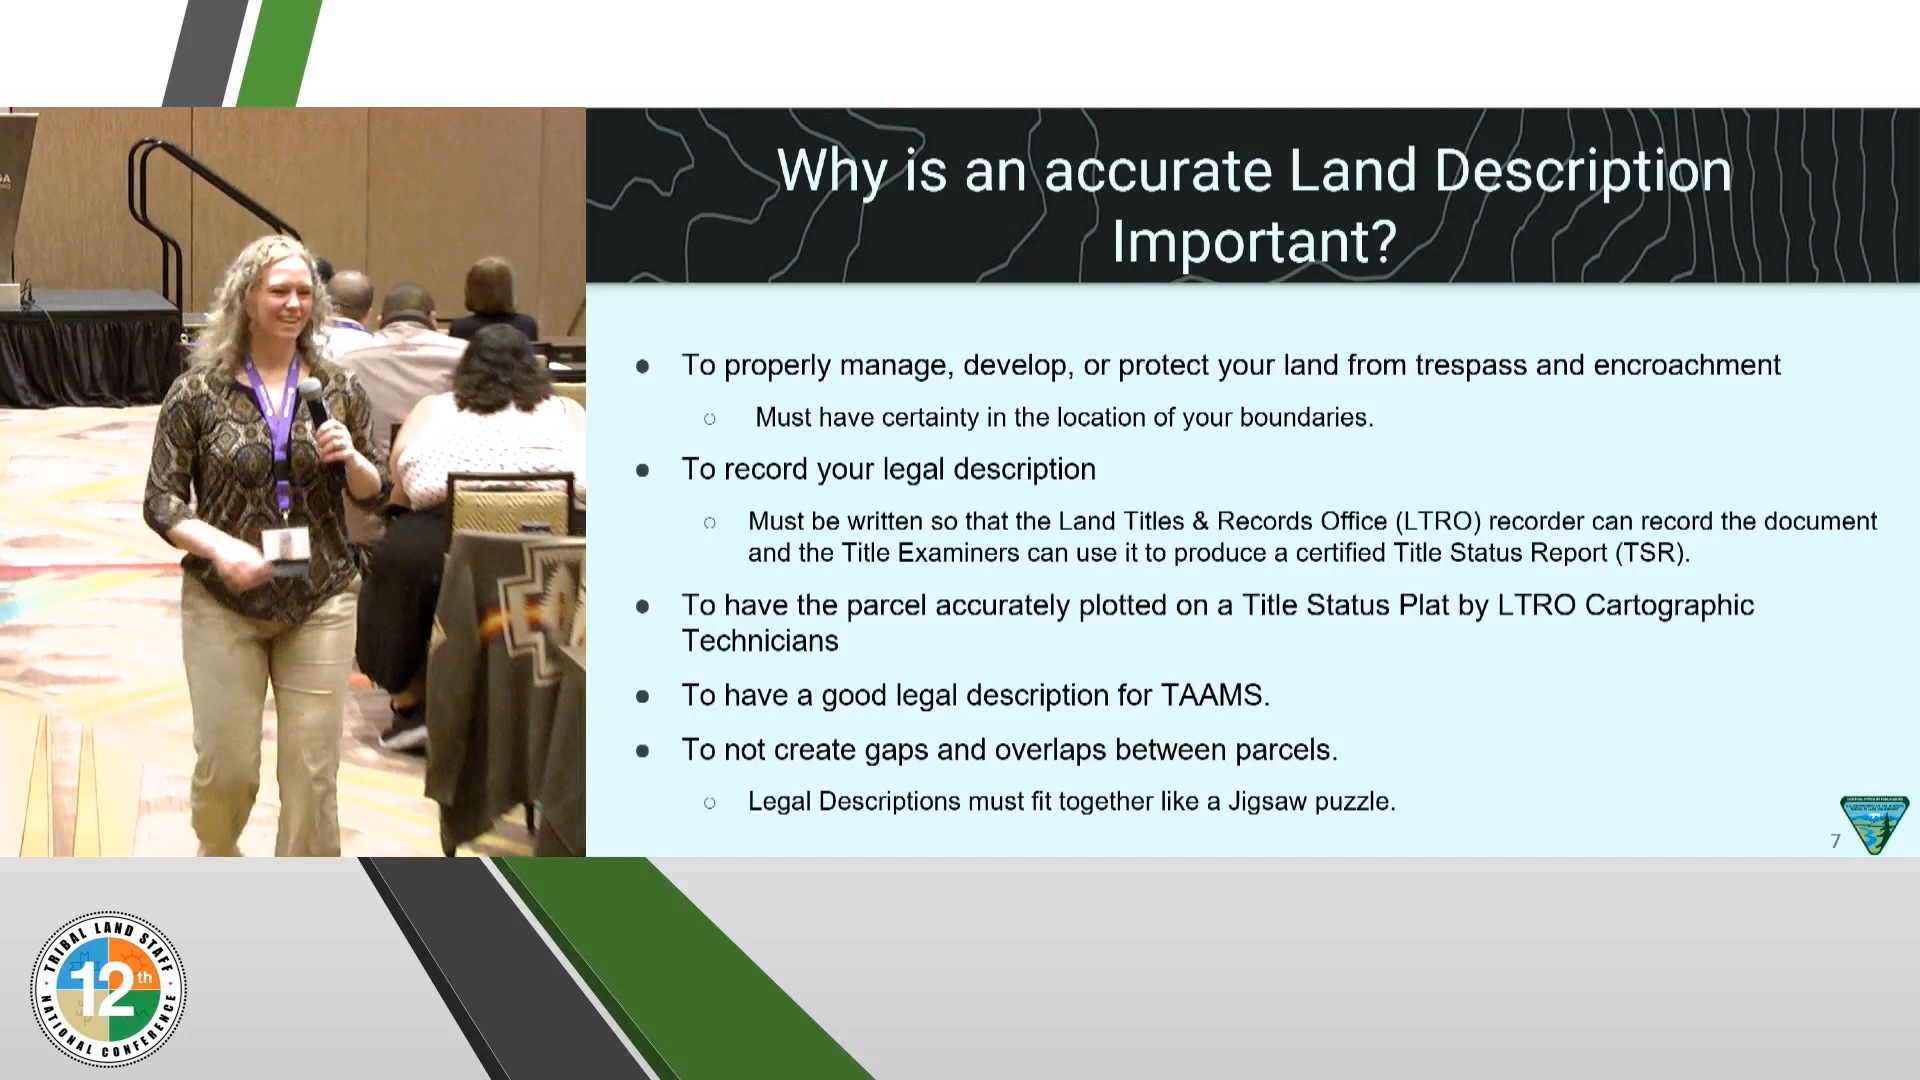 Why is an accurate Land Description
Important?
● To properly manage, develop, or protect your land from trespass and encroachment
○ Must have certainty in the location of your boundaries.
● To record your legal description
○ Must be written so that the Land Titles & Records Office (LTRO) recorder can record the document
and the Title Examiners can use it to produce a certified Title Status Report (TSR).
● To have the parcel accurately plotted on a Title Status Plat by LTRO Cartographic
Technicians
● To have a good legal description for TAAMS.
● To not create gaps and overlaps between parcels.
○ Legal Descriptions must fit together like a Jigsaw puzzle.
7
TRIBAL LAND STAFF
12th
NATIONAL CONFERENCE